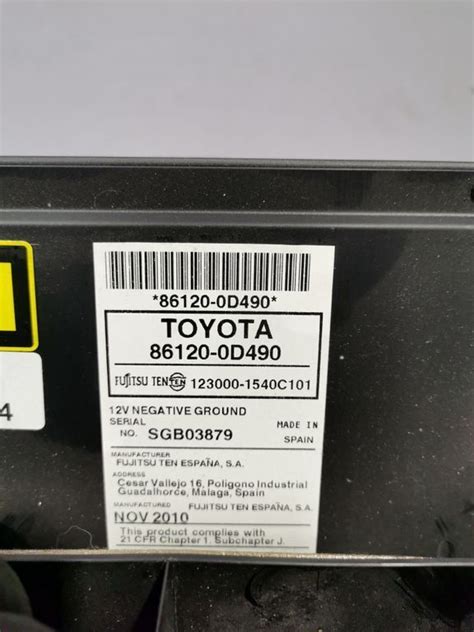 *86120-0D490*
TOYOTA
86120-0D490
FUJITSU TEN TEN 123000-1540C101
12V NEGATIVE GROUND
SERIAL
NO. SGB03879
MADE IN
SPAIN
MANUFACTURER
FUJITSU TEN ESPAÑA, S.A.
ADDRESS
Cesar Vallejo 16, Poligono Industrial
Guadalhorce, Malaga, Spain
MANUFACTURED FUJITSU TEN ESPAÑA, S.A.
NOV 2010
This product complies with
21 CFR Chapter 1. Subchapter J.
4